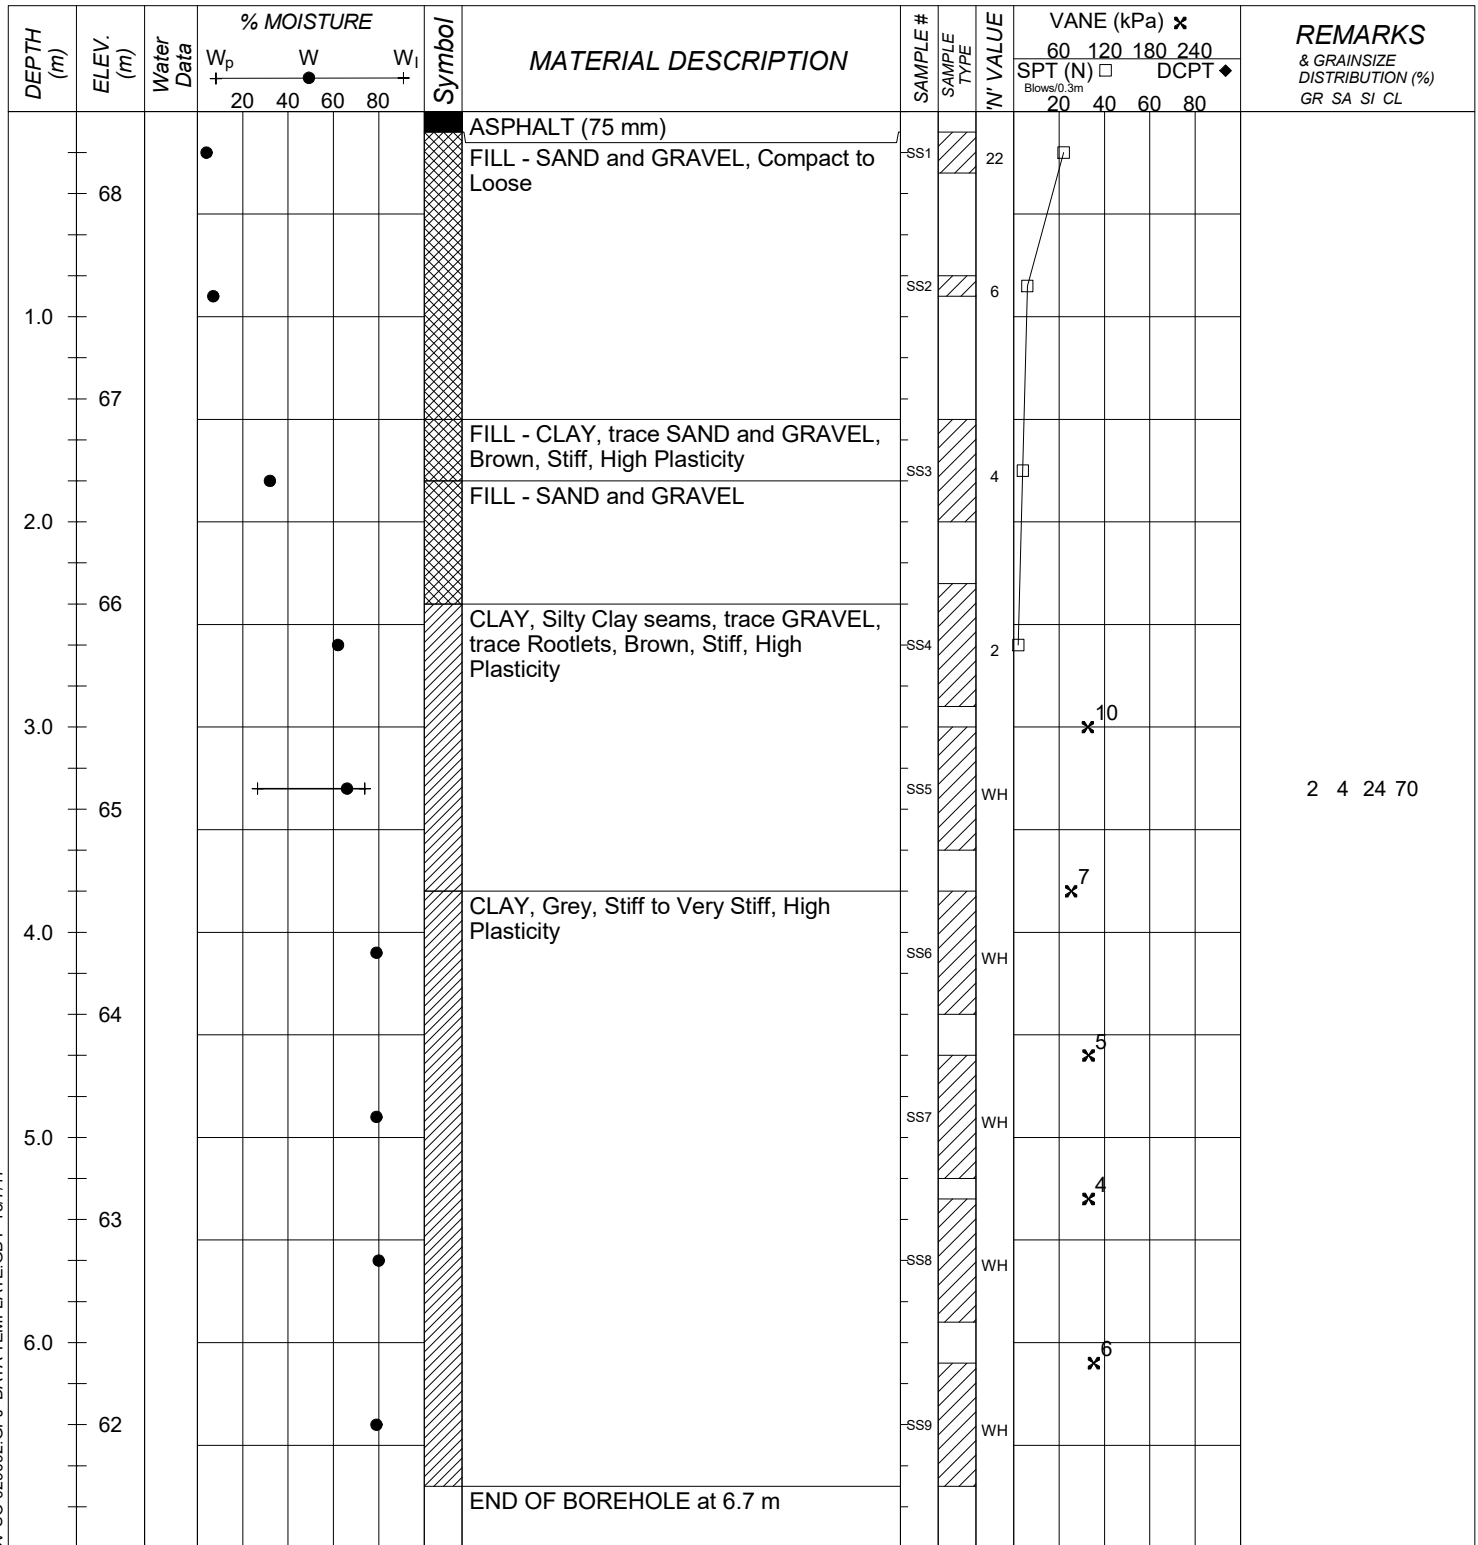 DEPTH (m)
ELEV. (m)
Water Data
% MOISTURE
Wp W Wl
20 40 60 80
Symbol
MATERIAL DESCRIPTION
SAMPLE #
SAMPLE TYPE
'N' VALUE
VANE (kPa)
60 120 180 240
SPT (N) DCPT
Blows/0.3m
20 40 60 80
REMARKS
& GRAINSIZE
DISTRIBUTION (%)
GR SA SI CL
ASPHALT (75 mm)
FILL - SAND and GRAVEL, Compact to
Loose
SS1 22
68
SS2 6
1.0
67
FILL - CLAY, trace SAND and GRAVEL,
Brown, Stiff, High Plasticity
SS3 4
FILL - SAND and GRAVEL
2.0
66
CLAY, Silty Clay seams, trace GRAVEL,
trace Rootlets, Brown, Stiff, High
Plasticity
SS4 2
10
3.0
SS5 WH 2 4 24 70
65
7
CLAY, Grey, Stiff to Very Stiff, High
Plasticity
4.0
SS6 WH
64
5
SS7 WH
5.0
4
63
SS8 WH
6.0
6
62
SS9 WH
END OF BOREHOLE at 6.7 m